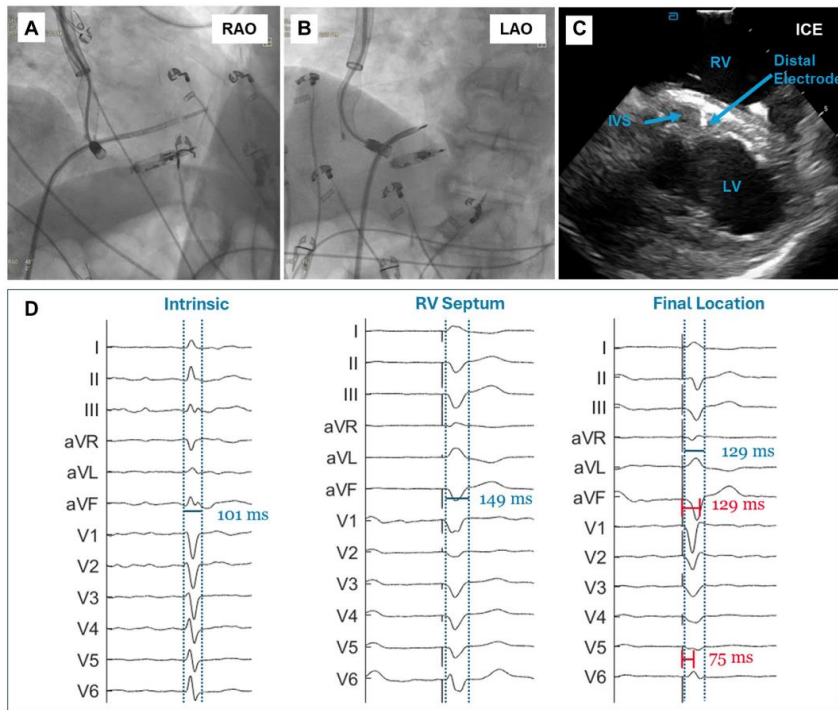 A
RAO
B
LAO
C
ICE
RV
Distal
Electrode
IVS
LV
D
Intrinsic
I
II
III
aVR
aVL
aVF
101 ms
V1
V2
V3
V4
V5
V6
RV Septum
I
II
III
aVR
aVL
aVF
149 ms
V1
V2
V3
V4
V5
V6
Final Location
I
II
III
aVR
129 ms
aVL
aVF
129 ms
V1
V2
V3
V4
V5
75 ms
V6